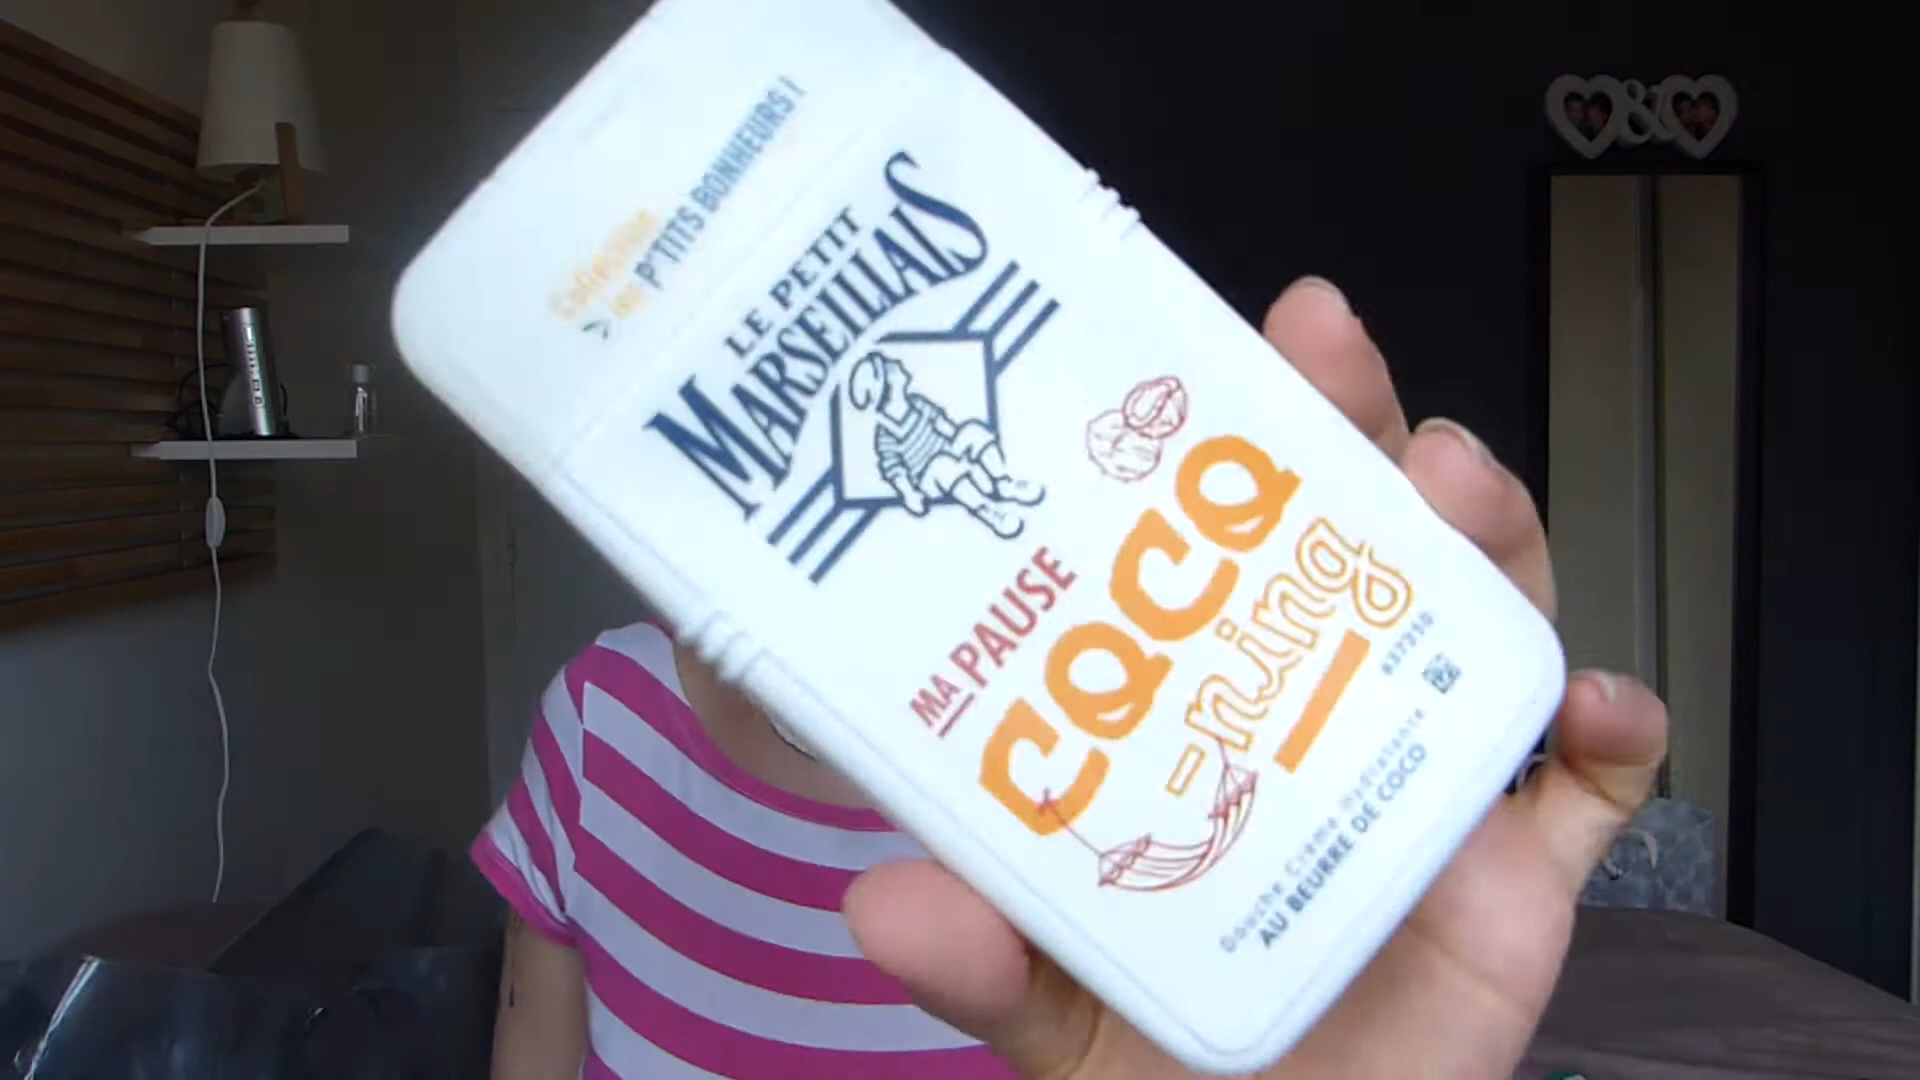 Collection
les P'TITS BONHEURS !
LE PETIT
MARSEILLAIS
MA PAUSE
COCO
-ning
Douche Crème Hydratante
AU BEURRE DE COCO
&